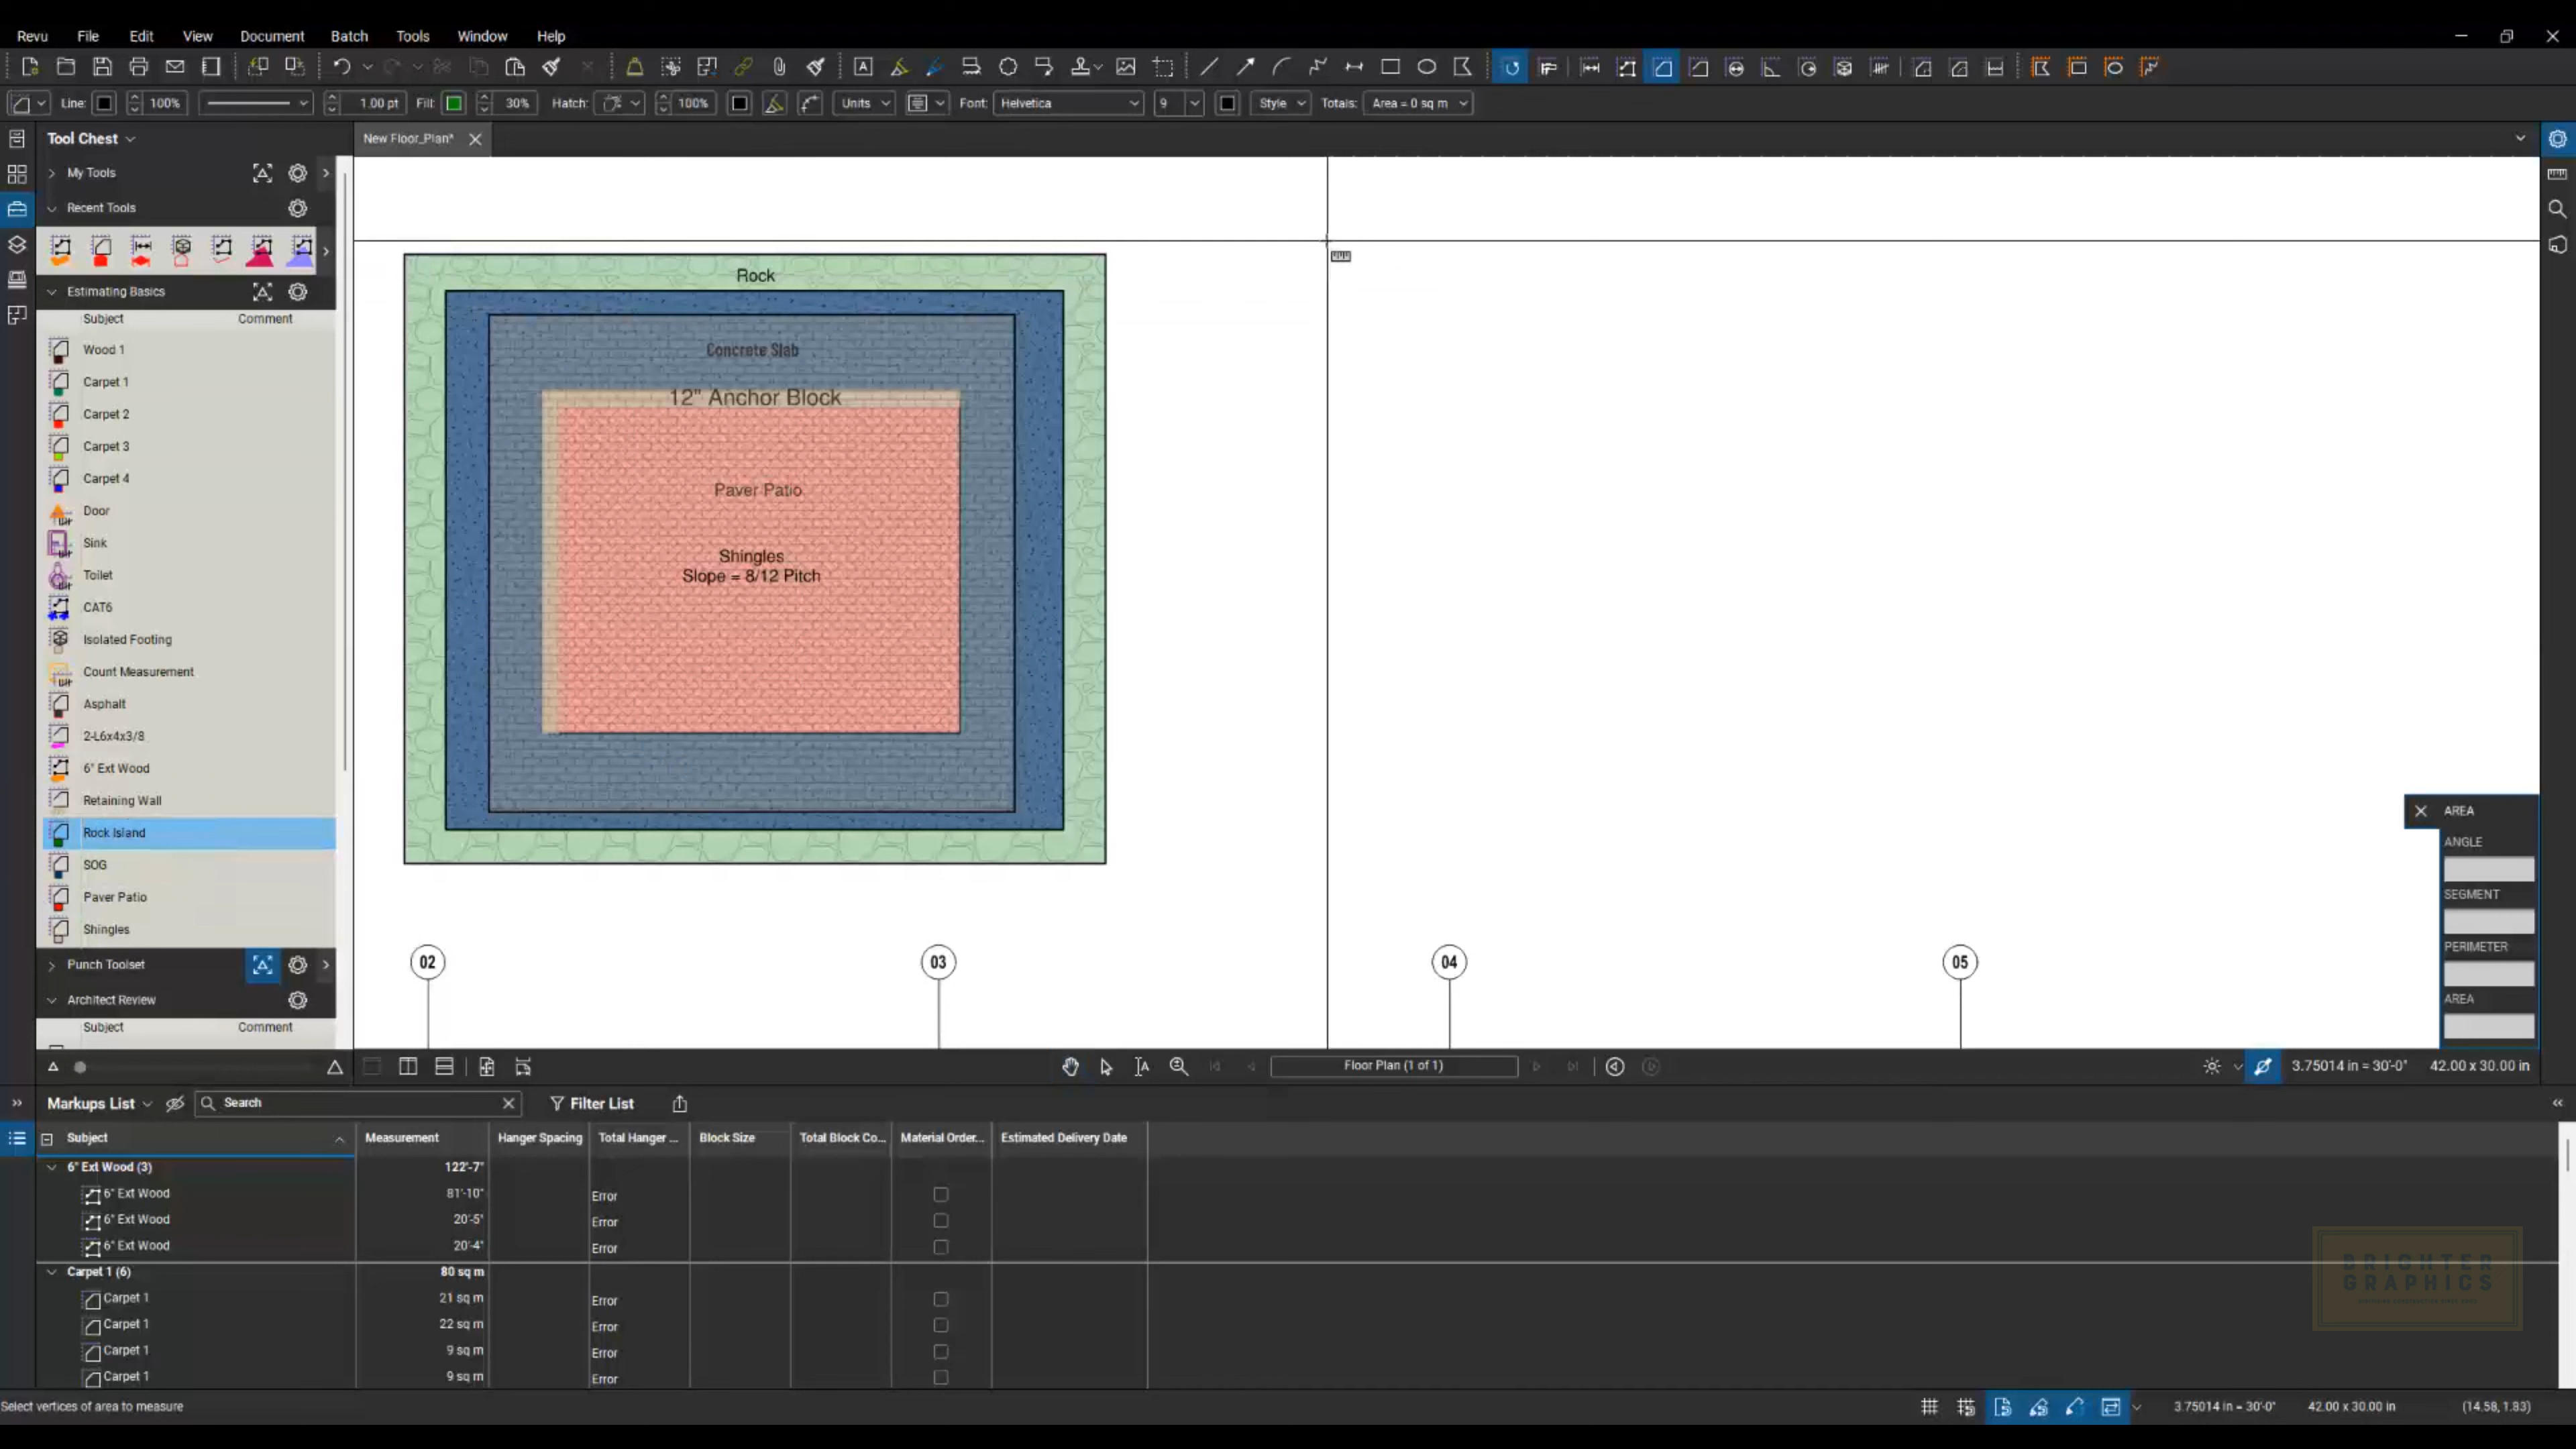 Revu File Edit View Document Batch Tools Window Help
Line: 100% 1.00 pt Fill: 30% Hatch: 100% Units Font: Helvetica 9 Style Totals: Area = 0 sq m
Tool Chest
New Floor_Plan*
My Tools
Recent Tools
Estimating Basics
Subject Comment
Wood 1
Carpet 1
Carpet 2
Carpet 3
Carpet 4
Door
Sink
Toilet
CAT6
Isolated Footing
Count Measurement
Asphalt
2-L6x4x3/8
6" Ext Wood
Retaining Wall
Rock Island
SOG
Paver Patio
Shingles
Punch Toolset
Architect Review
Subject Comment
Rock
Concrete Slab
12" Anchor Block
Paver Patio
Shingles
Slope = 8/12 Pitch
02 03 04 05
AREA
ANGLE
SEGMENT
PERIMETER
AREA
Floor Plan (1 of 1)
3.75014 in = 30'-0" 42.00 x 30.00 in
Markups List Search Filter List
Subject Measurement Hanger Spacing Total Hanger ... Block Size Total Block Co... Material Order... Estimated Delivery Date
6" Ext Wood (3) 122'-7"
6" Ext Wood 81'-10" Error
6" Ext Wood 20'-5" Error
6" Ext Wood 20'-4" Error
Carpet 1 (6) 80 sq m
Carpet 1 21 sq m Error
Carpet 1 22 sq m Error
Carpet 1 9 sq m Error
Carpet 1 9 sq m Error
BRIGHTER
GRAPHICS
Select vertices of area to measure
3.75014 in = 30'-0" 42.00 x 30.00 in (14.58, 1.83)